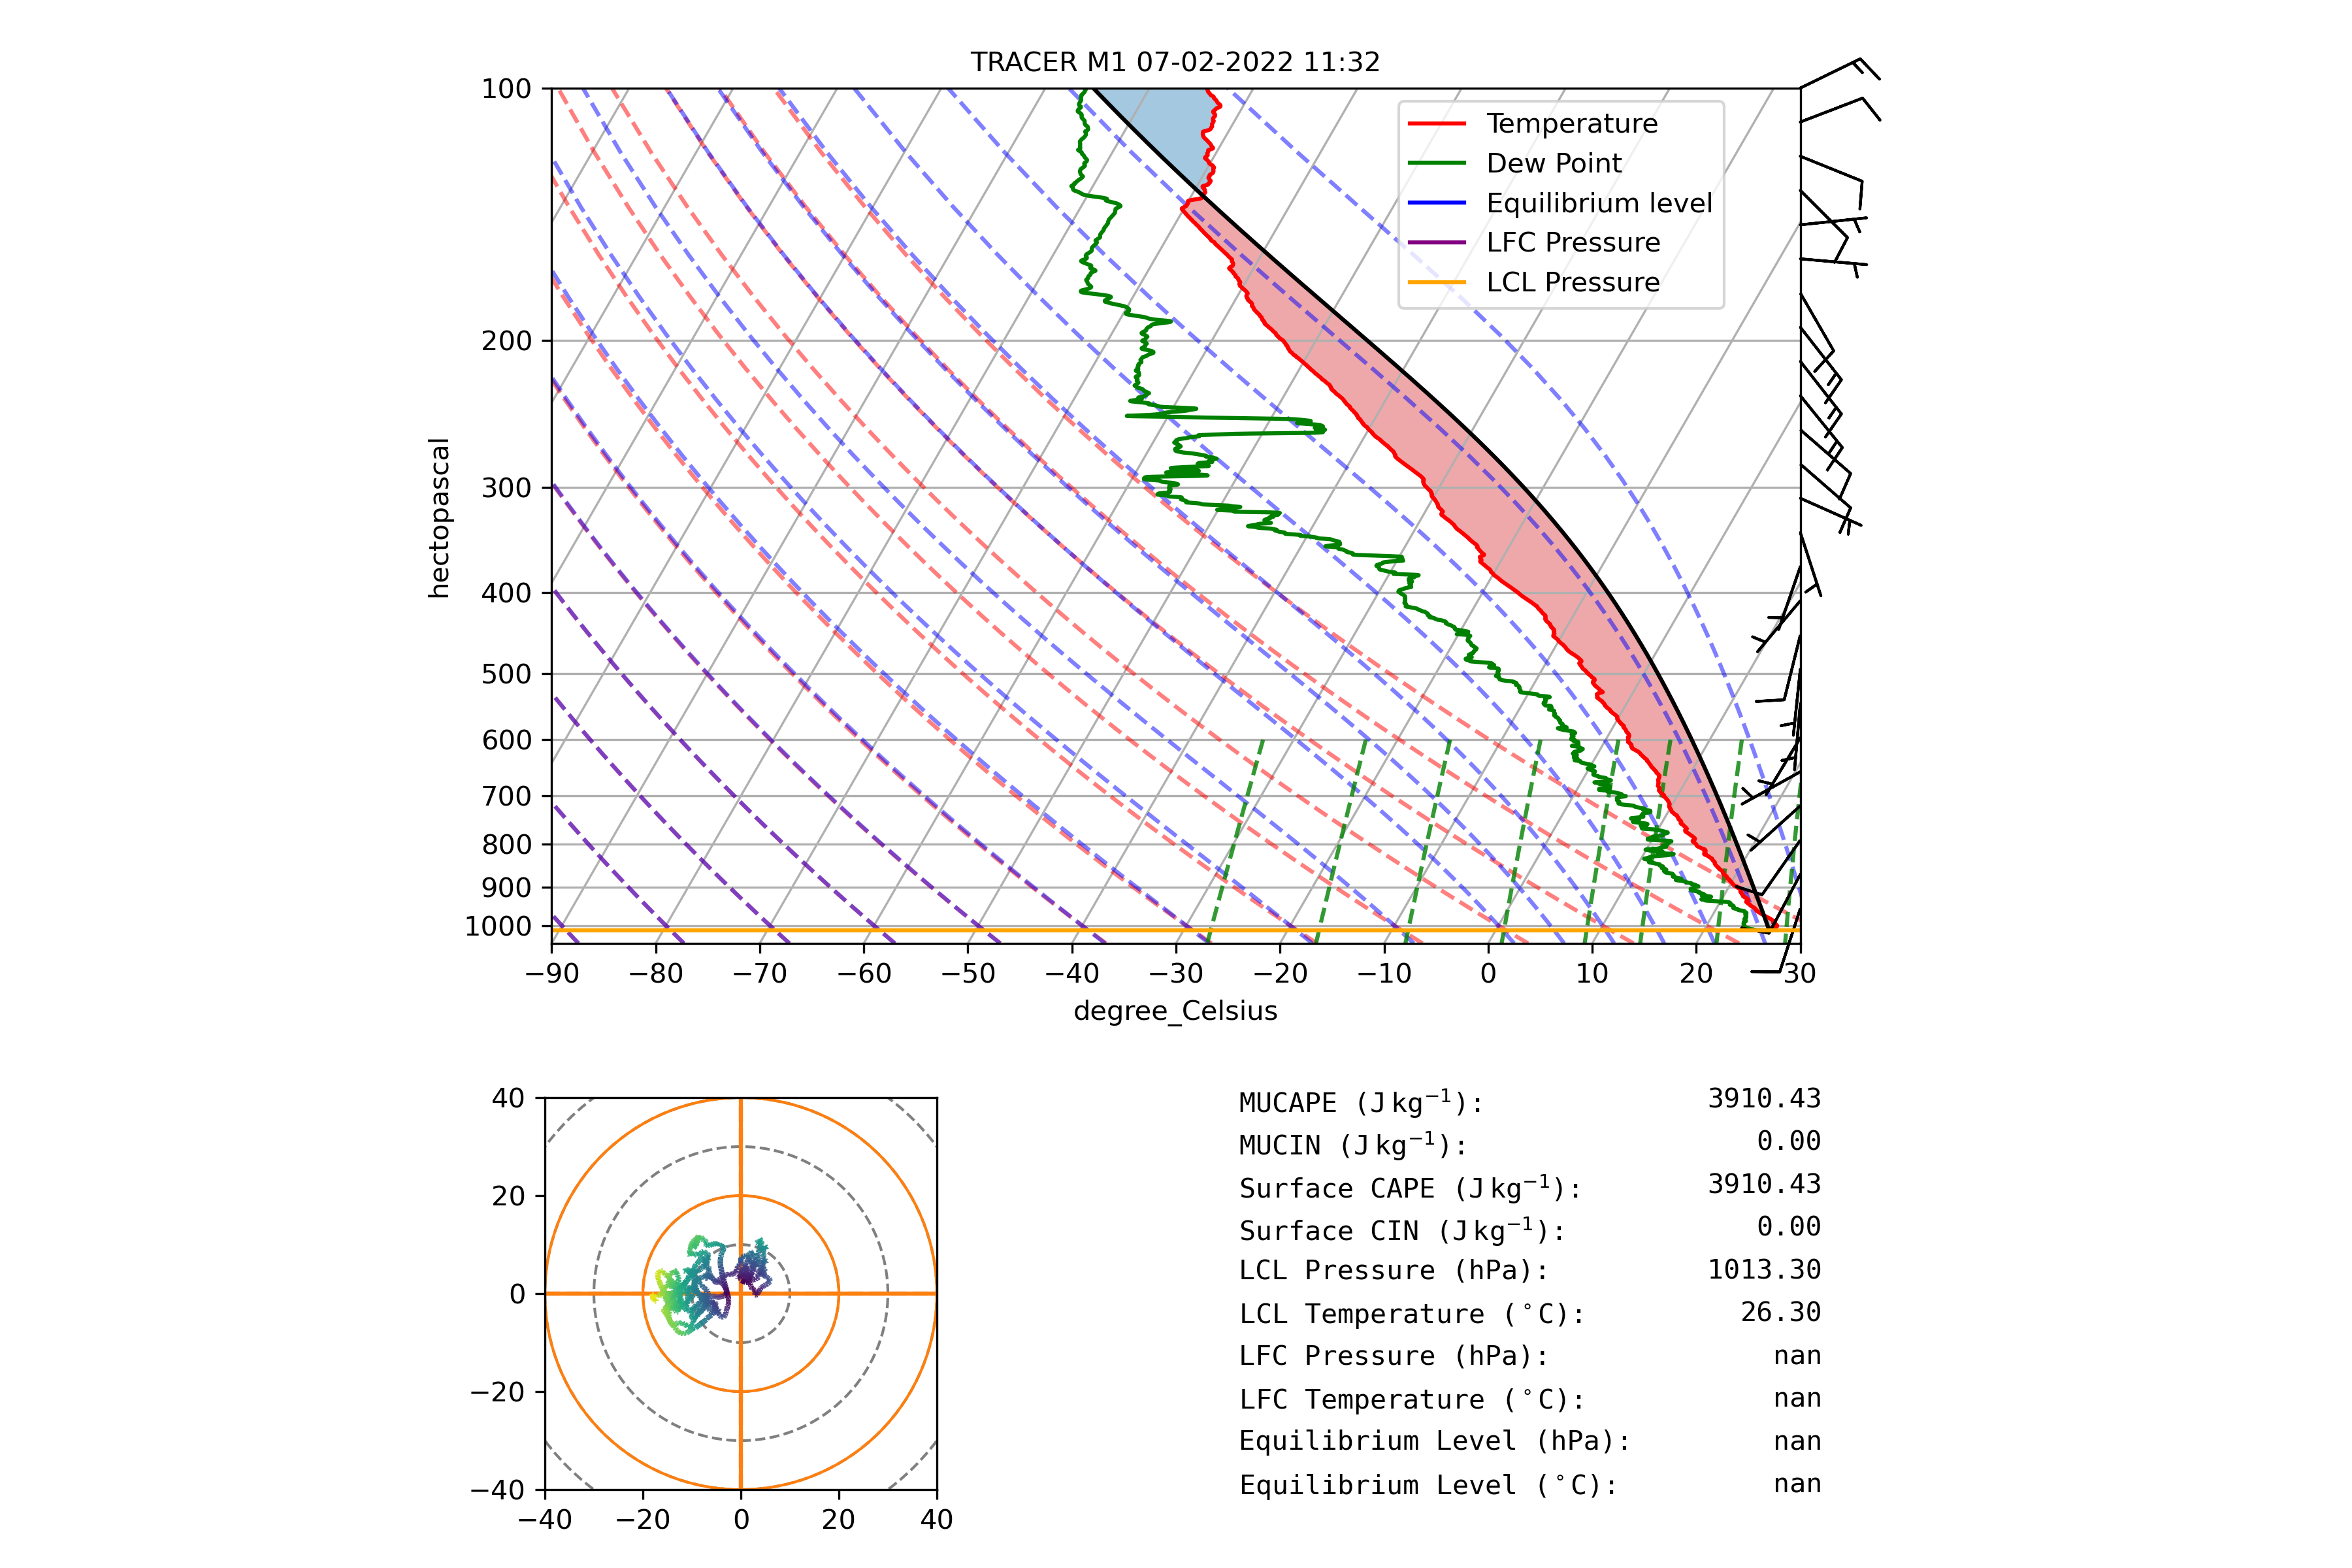 TRACER M1 07-02-2022 11:32
100
200
300
400
500
600
700
800
900
1000
hectopascal
Temperature
Dew Point
Equilibrium level
LFC Pressure
LCL Pressure
−90 −80 −70 −60 −50 −40 −30 −20 −10 0 10 20 30
degree_Celsius
40
20
0
−20
−40
−40 −20 0 20 40
MUCAPE (J kg⁻¹): 3910.43
MUCIN (J kg⁻¹): 0.00
Surface CAPE (J kg⁻¹): 3910.43
Surface CIN (J kg⁻¹): 0.00
LCL Pressure (hPa): 1013.30
LCL Temperature (°C): 26.30
LFC Pressure (hPa): nan
LFC Temperature (°C): nan
Equilibrium Level (hPa): nan
Equilibrium Level (°C): nan